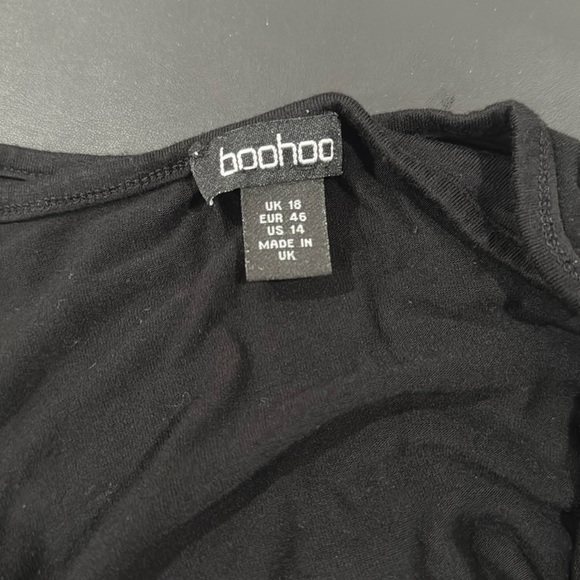 boohoo
UK 18
EUR 46
US 14
MADE IN
UK